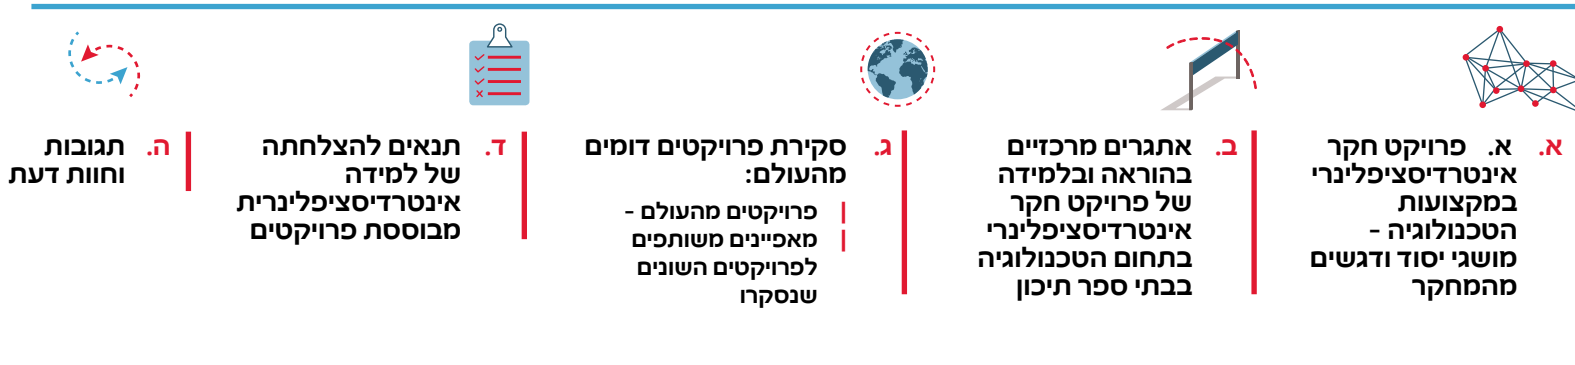 א. א. פרויקט חקר
אינטרדיסציפלינרי
במקצועות
הטכנולוגיה -
מושגי יסוד ודגשים
מהמחקר
ב. אתגרים מרכזיים
בהוראה ובלמידה
של פרויקט חקר
אינטרדיסציפלינרי
בתחום הטכנולוגיה
בבתי ספר תיכון
ג. סקירת פרויקטים דומים
מהעולם:
פרויקטים מהעולם -
מאפיינים משותפים
לפרויקטים השונים
שנסקרו
ד. תנאים להצלחתה
של למידה
אינטרדיסציפלינרית
מבוססת פרויקטים
ה. תגובות
וחוות דעת